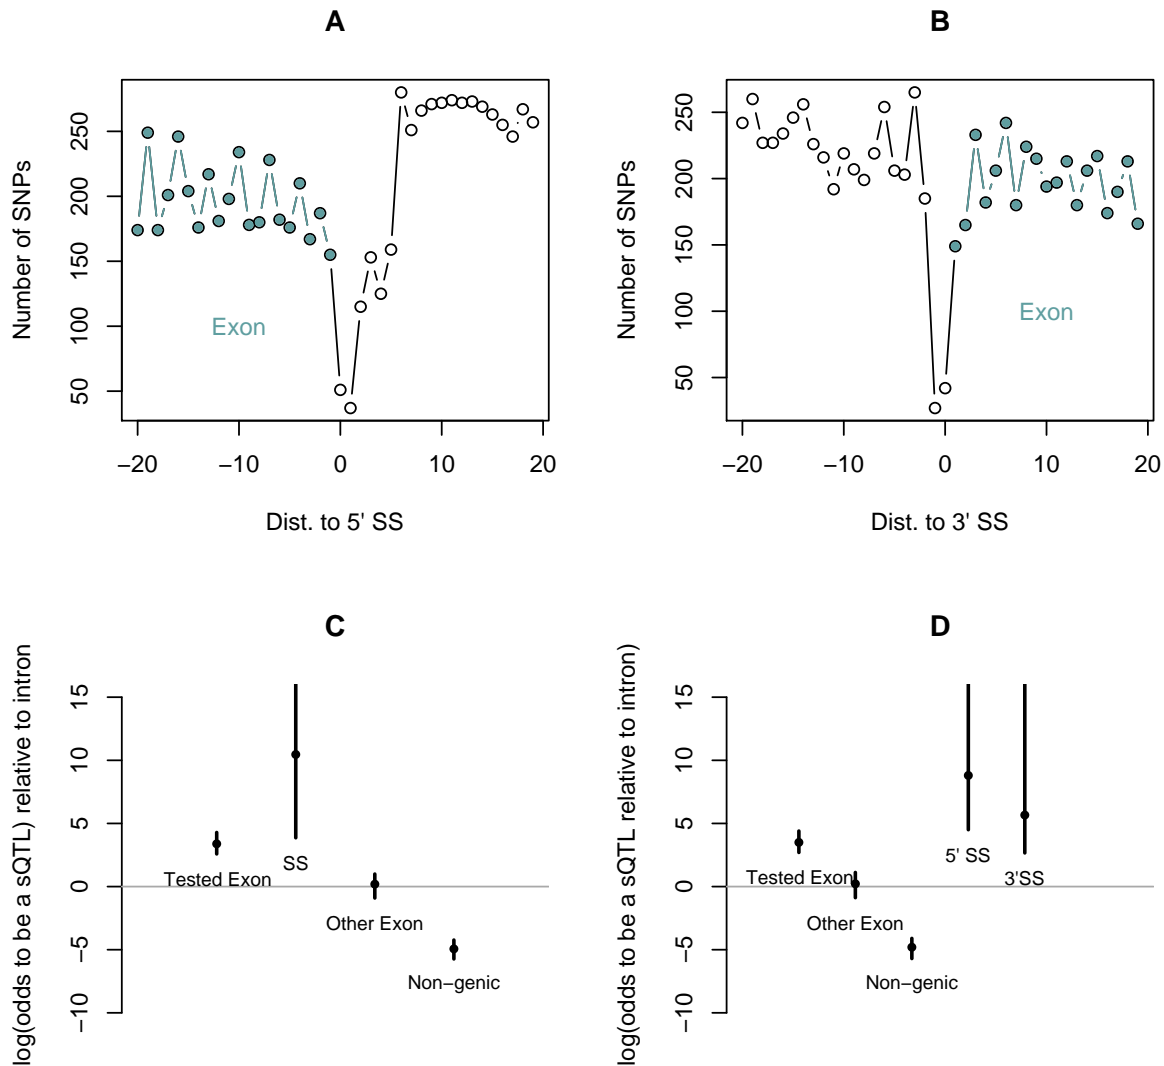 A
Number of SNPs
250
200
150
100
50
Exon
−20 −10 0 10 20
Dist. to 5' SS
B
Number of SNPs
250
200
150
100
50
Exon
−20 −10 0 10 20
Dist. to 3' SS
C
log(odds to be a sQTL) relative to intron
15
10
5
0
−5
−10
Tested Exon
SS
Other Exon
Non−genic
D
log(odds to be a sQTL relative to intron)
15
10
5
0
−5
−10
Tested Exon
Other Exon
Non−genic
5' SS
3'SS